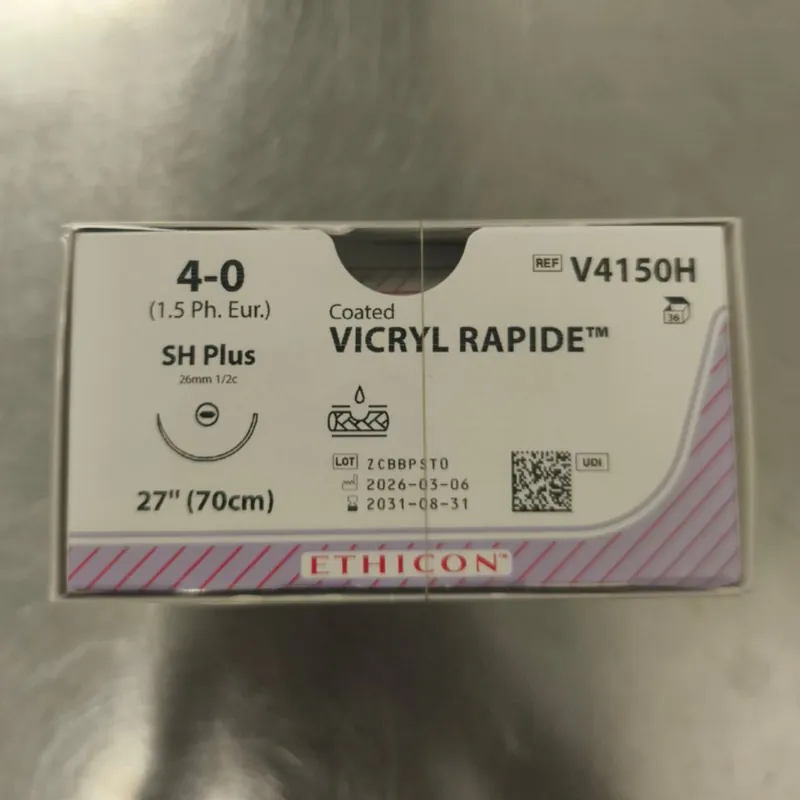 4-0
(1.5 Ph. Eur.)
SH Plus
26mm 1/2c
27" (70cm)
REF V4150H
36
Coated
VICRYL RAPIDE™
LOT ZCBBPST0
2026-03-06
2031-08-31
UDI
ETHICON™